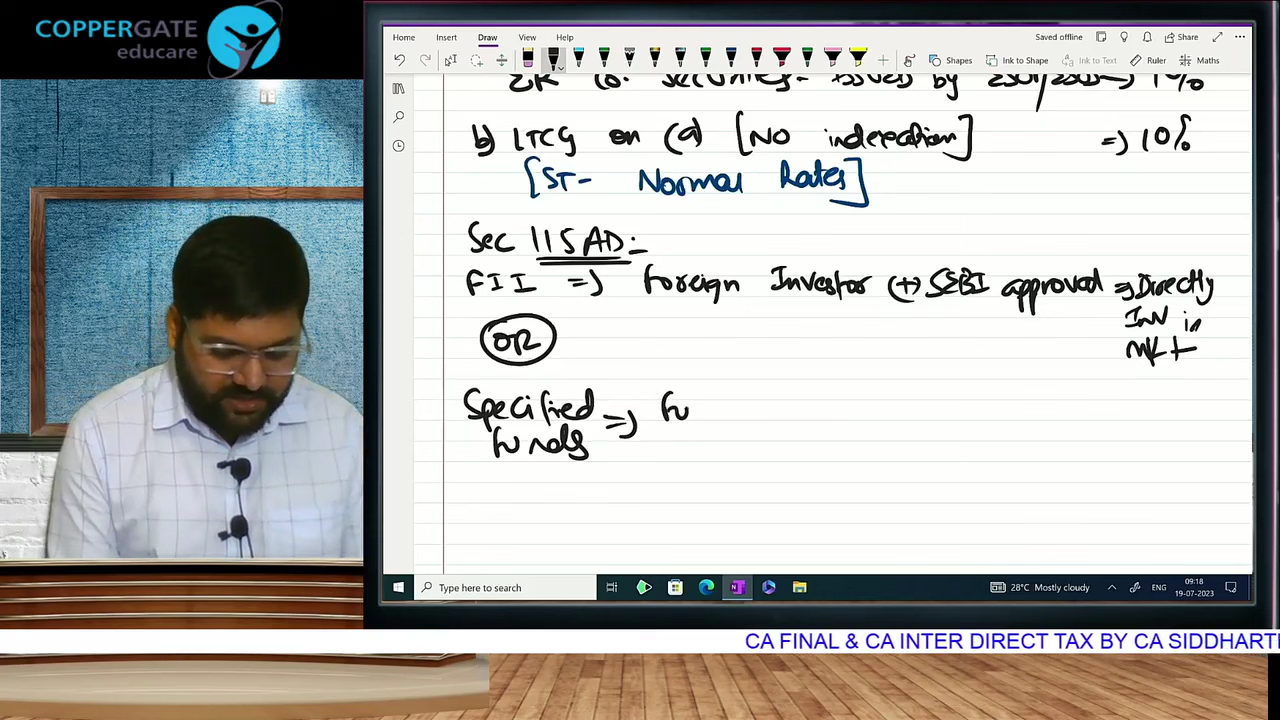 COPPERGATE
educare
Home Insert Draw View Help
Saved offline
Share
Shapes
Ink to Shape
Ink to Text
Ruler
Maths
securities issued by
b) LTCG on (a) [NO indexation] => 10%
[ST- Normal Rates]
Sec 115AD:-
FII => Foreign Investor (+) SEBI approved => Directly
Inv in
mkt
OR
Specified => Fu
Funds
Type here to search
28°C Mostly cloudy
ENG
09:18
19-07-2023
CA FINAL & CA INTER DIRECT TAX BY CA SIDDHART